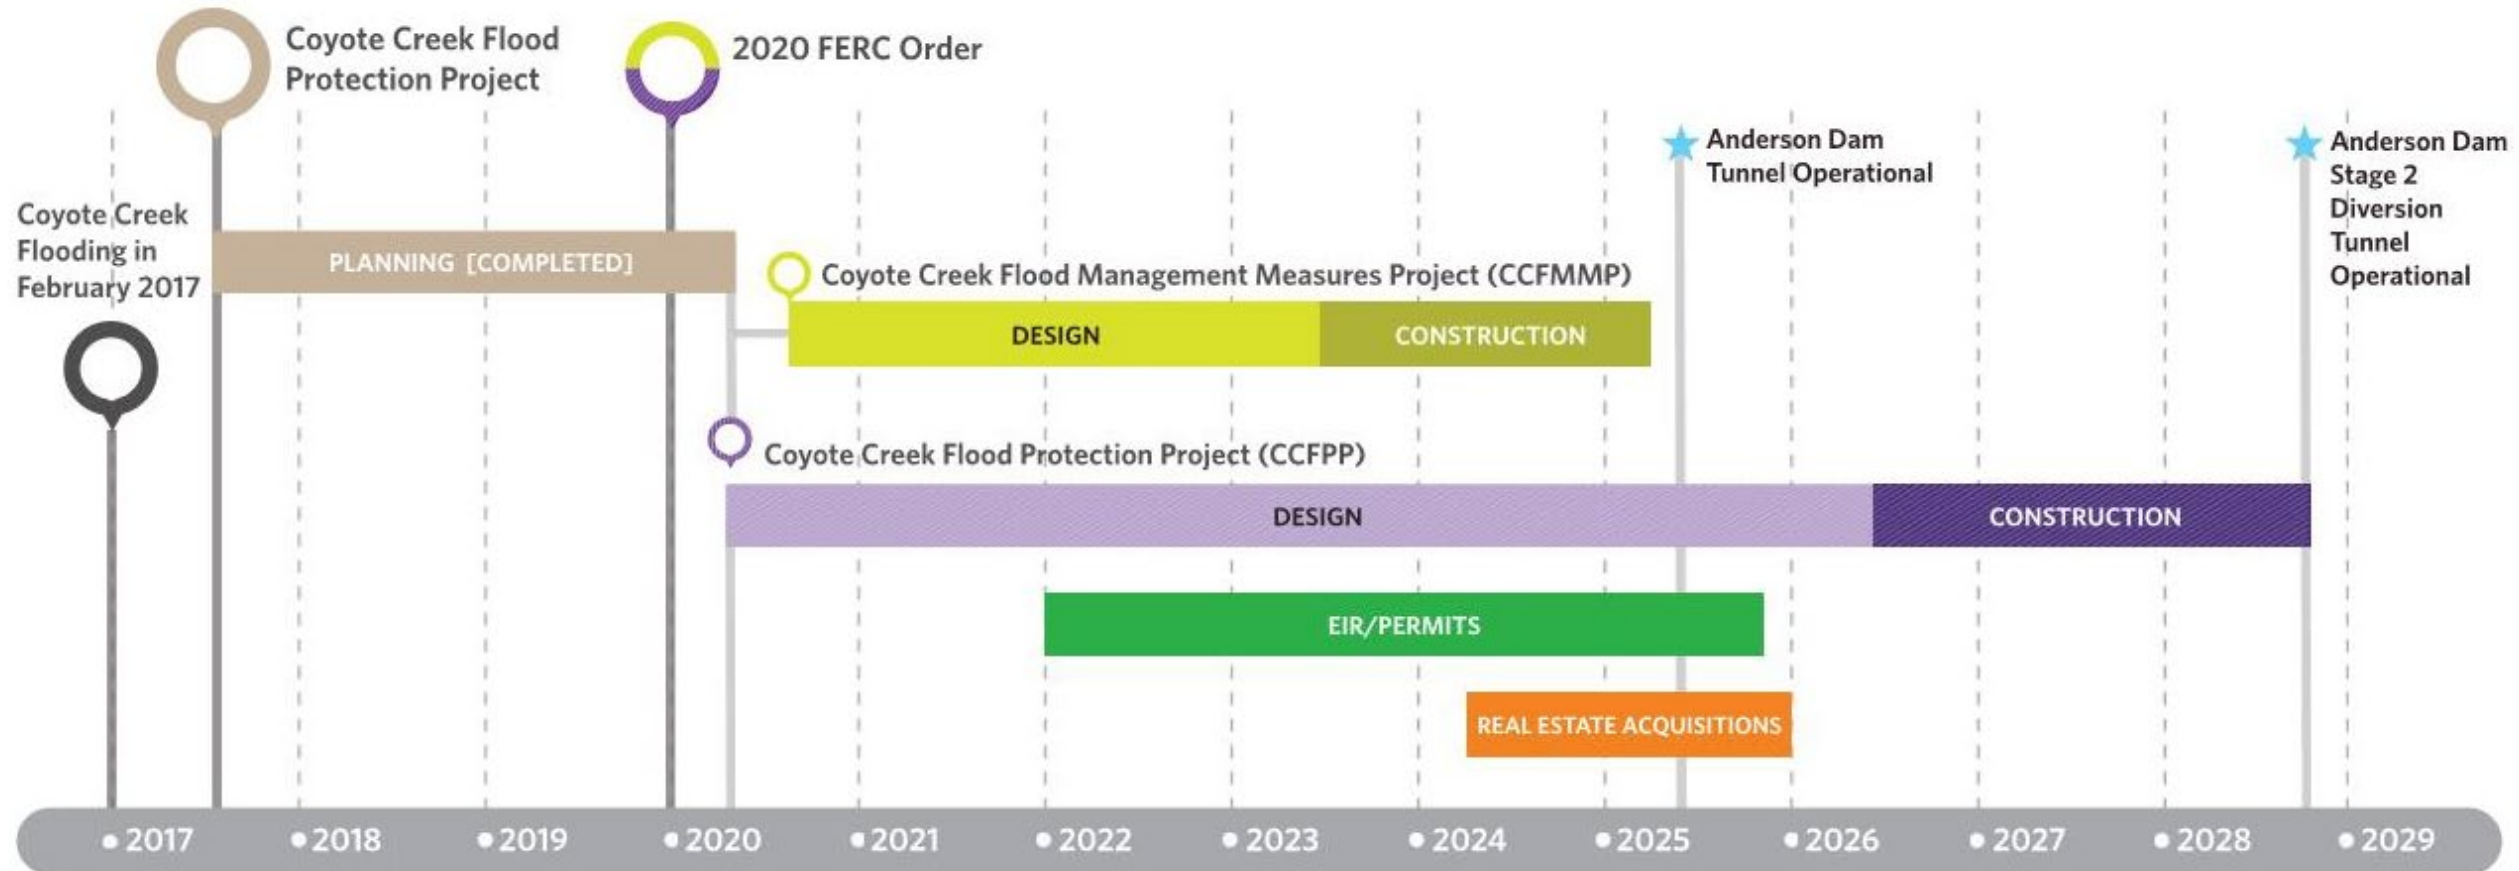 Coyote Creek Flood
Protection Project
2020 FERC Order
Anderson Dam
Tunnel Operational
Anderson Dam
Stage 2
Diversion
Tunnel
Operational
Coyote Creek
Flooding in
February 2017
PLANNING [COMPLETED]
Coyote Creek Flood Management Measures Project (CCFMMP)
DESIGN
CONSTRUCTION
Coyote Creek Flood Protection Project (CCFPP)
DESIGN
CONSTRUCTION
EIR/PERMITS
REAL ESTATE ACQUISITIONS
2017 2018 2019 2020 2021 2022 2023 2024 2025 2026 2027 2028 2029